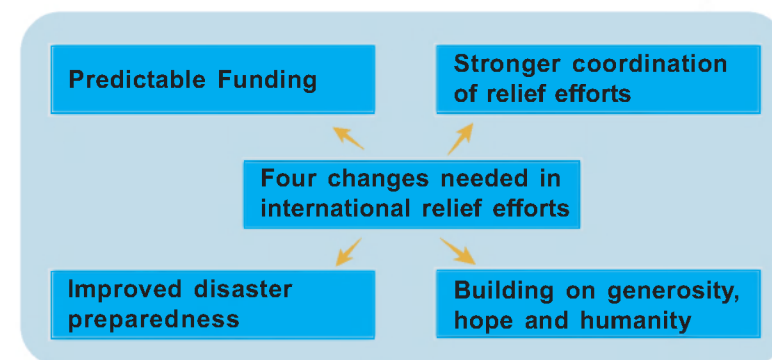 Predictable Funding
Stronger coordination
of relief efforts
Four changes needed in
international relief efforts
Improved disaster
preparedness
Building on generosity,
hope and humanity